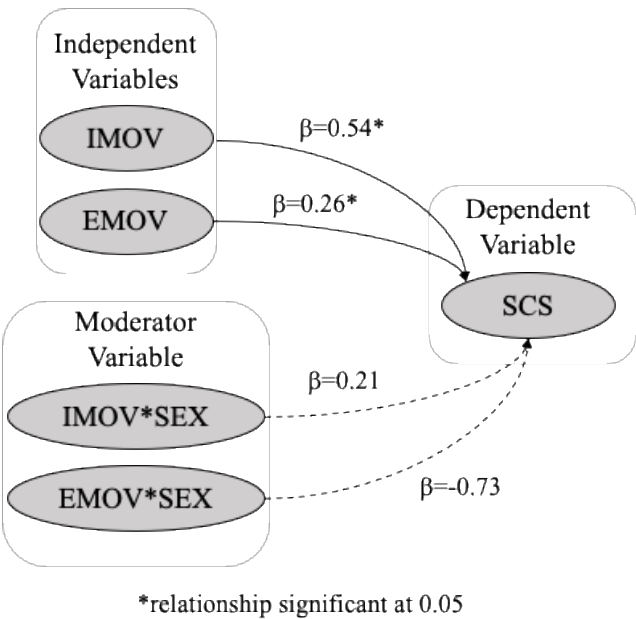 Independent
Variables
IMOV
β=0.54*
EMOV
β=0.26*
Dependent
Variable
SCS
Moderator
Variable
IMOV*SEX
β=0.21
EMOV*SEX
β=-0.73
*relationship significant at 0.05